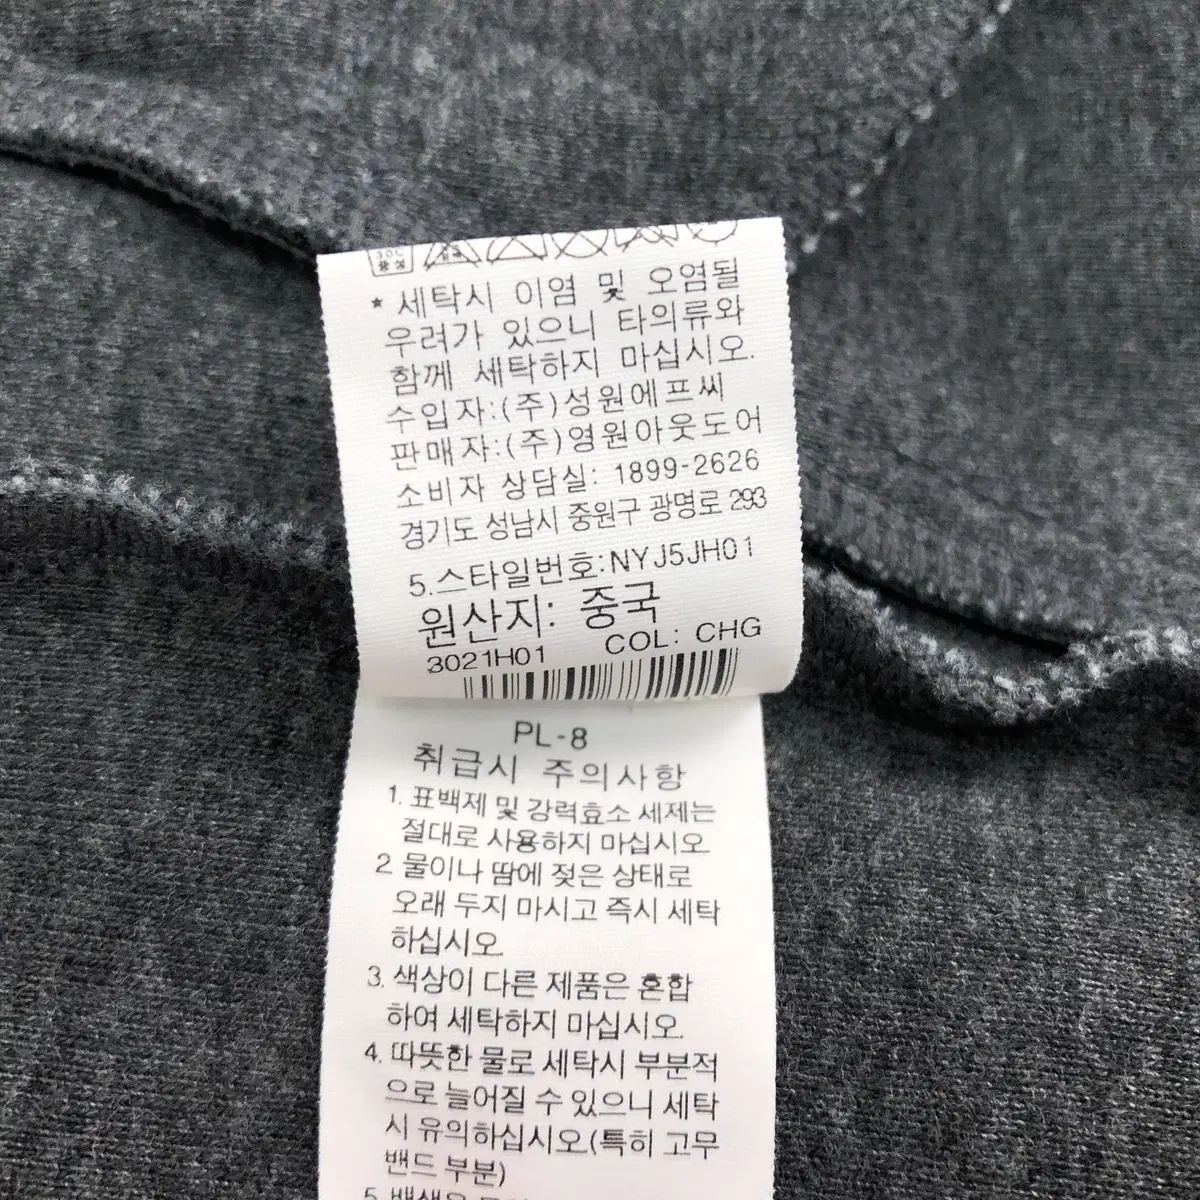 30C
중성
* 세탁시 이염 및 오염될
우려가 있으니 타의류와
함께 세탁하지 마십시오.
수입자:(주)성원에프씨
판매자:(주)영원아웃도어
소비자 상담실: 1899-2626
경기도 성남시 중원구 광명로 293
5.스타일번호:NYJ5JH01
원산지: 중국
3021H01 COL: CHG
PL-8
취급시 주의사항
1. 표백제 및 강력효소 세제는
절대로 사용하지 마십시오
2 물이나 땀에 젖은 상태로
오래 두지 마시고 즉시 세탁
하십시오.
3. 색상이 다른 제품은 혼합
하여 세탁하지 마십시오.
4. 따뜻한 물로 세탁시 부분적
으로 늘어질 수 있으니 세탁
시 유의하십시오(특히 고무
밴드 부분)
5. 배색은